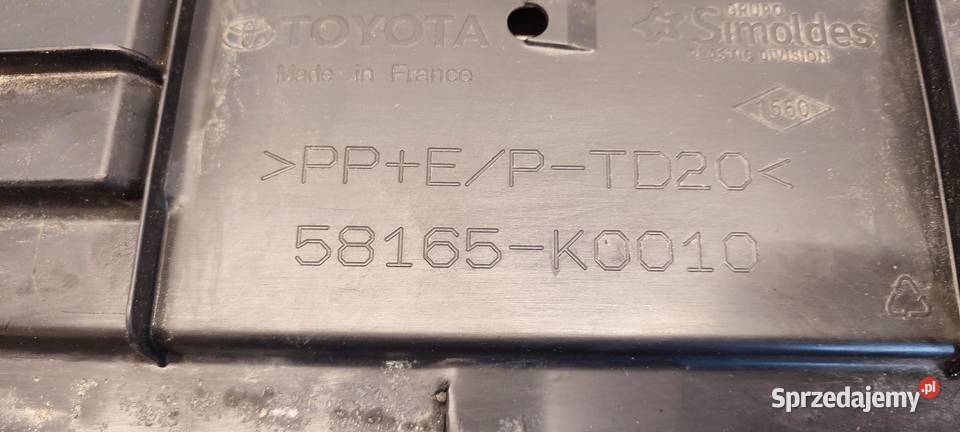 TOYOTA
GRUPO
Simoldes
PLASTIC DIVISION
Made in France
1560
>PP+E/P-TD20<
58165-K0010
Sprzedajemy.pl